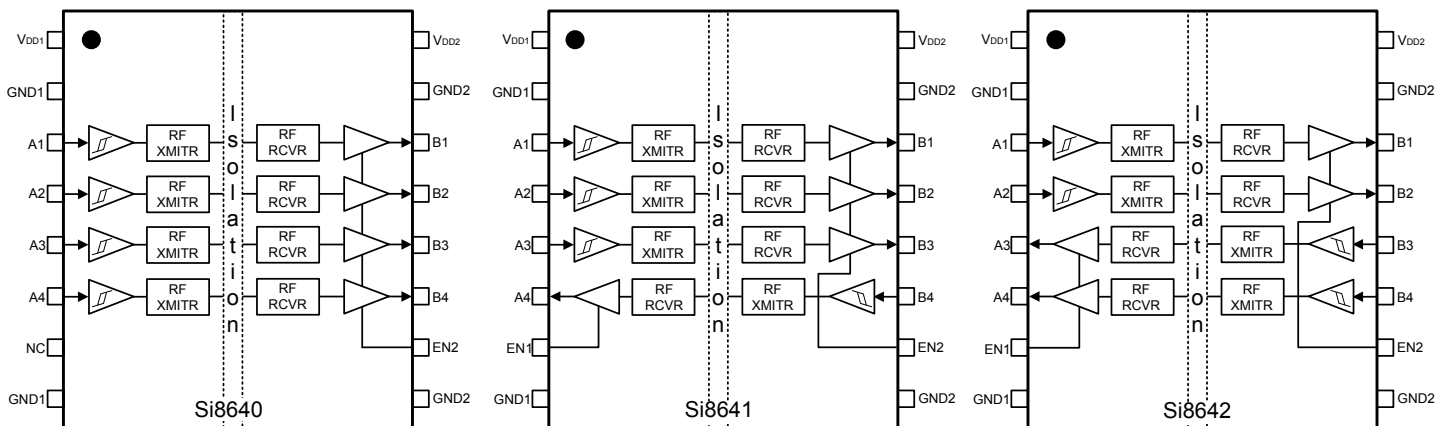 VDD1 VDD2
GND1 GND2
A1 RF XMITR RF RCVR B1
A2 RF XMITR RF RCVR B2
A3 RF XMITR RF RCVR B3
A4 RF XMITR RF RCVR B4
NC EN2
GND1 GND2
Isolation
Si8640
VDD1 VDD2
GND1 GND2
A1 RF XMITR RF RCVR B1
A2 RF XMITR RF RCVR B2
A3 RF XMITR RF RCVR B3
A4 RF RCVR RF XMITR B4
EN1 EN2
GND1 GND2
Isolation
Si8641
VDD1 VDD2
GND1 GND2
A1 RF XMITR RF RCVR B1
A2 RF XMITR RF RCVR B2
A3 RF RCVR RF XMITR B3
A4 RF RCVR RF XMITR B4
EN1 EN2
GND1 GND2
Isolation
Si8642